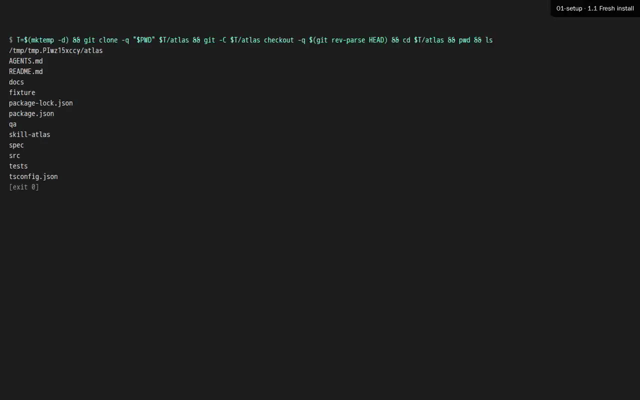 01-setup · 1.1 Fresh install
$ T=$(mktemp -d) && git clone -q "$PWD" $T/atlas && git -C $T/atlas checkout -q $(git rev-parse HEAD) && cd $T/atlas && pwd && ls
/tmp/tmp.PIwz15xccy/atlas
AGENTS.md
README.md
docs
fixture
package-lock.json
package.json
qa
skill-atlas
spec
src
tests
tsconfig.json
[exit 0]